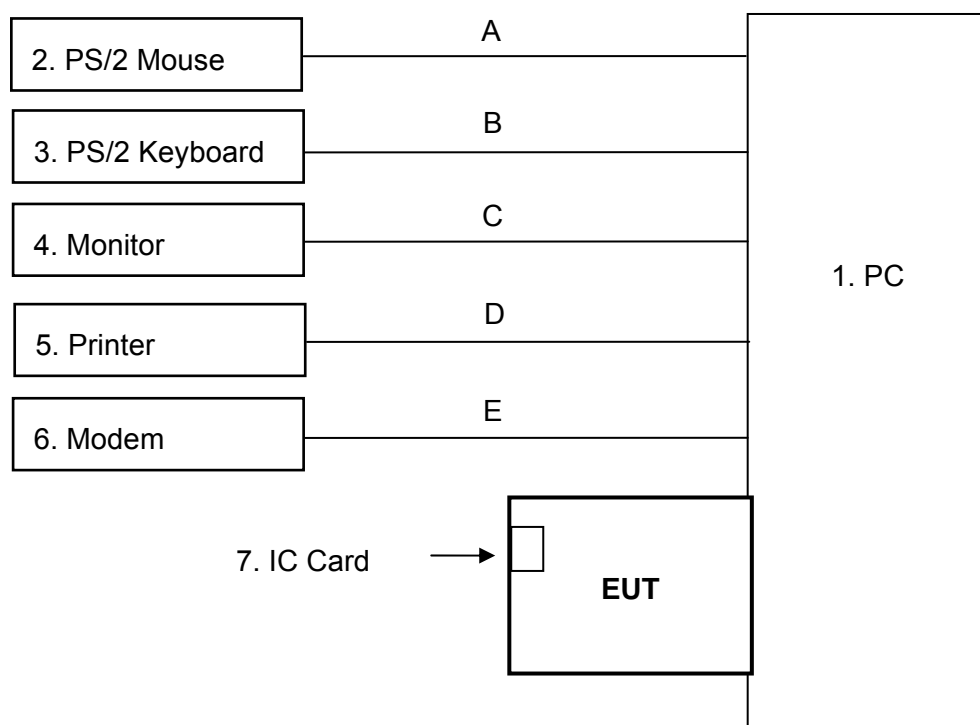 A
2. PS/2 Mouse
B
3. PS/2 Keyboard
C
4. Monitor
1. PC
D
5. Printer
E
6. Modem
7. IC Card
EUT